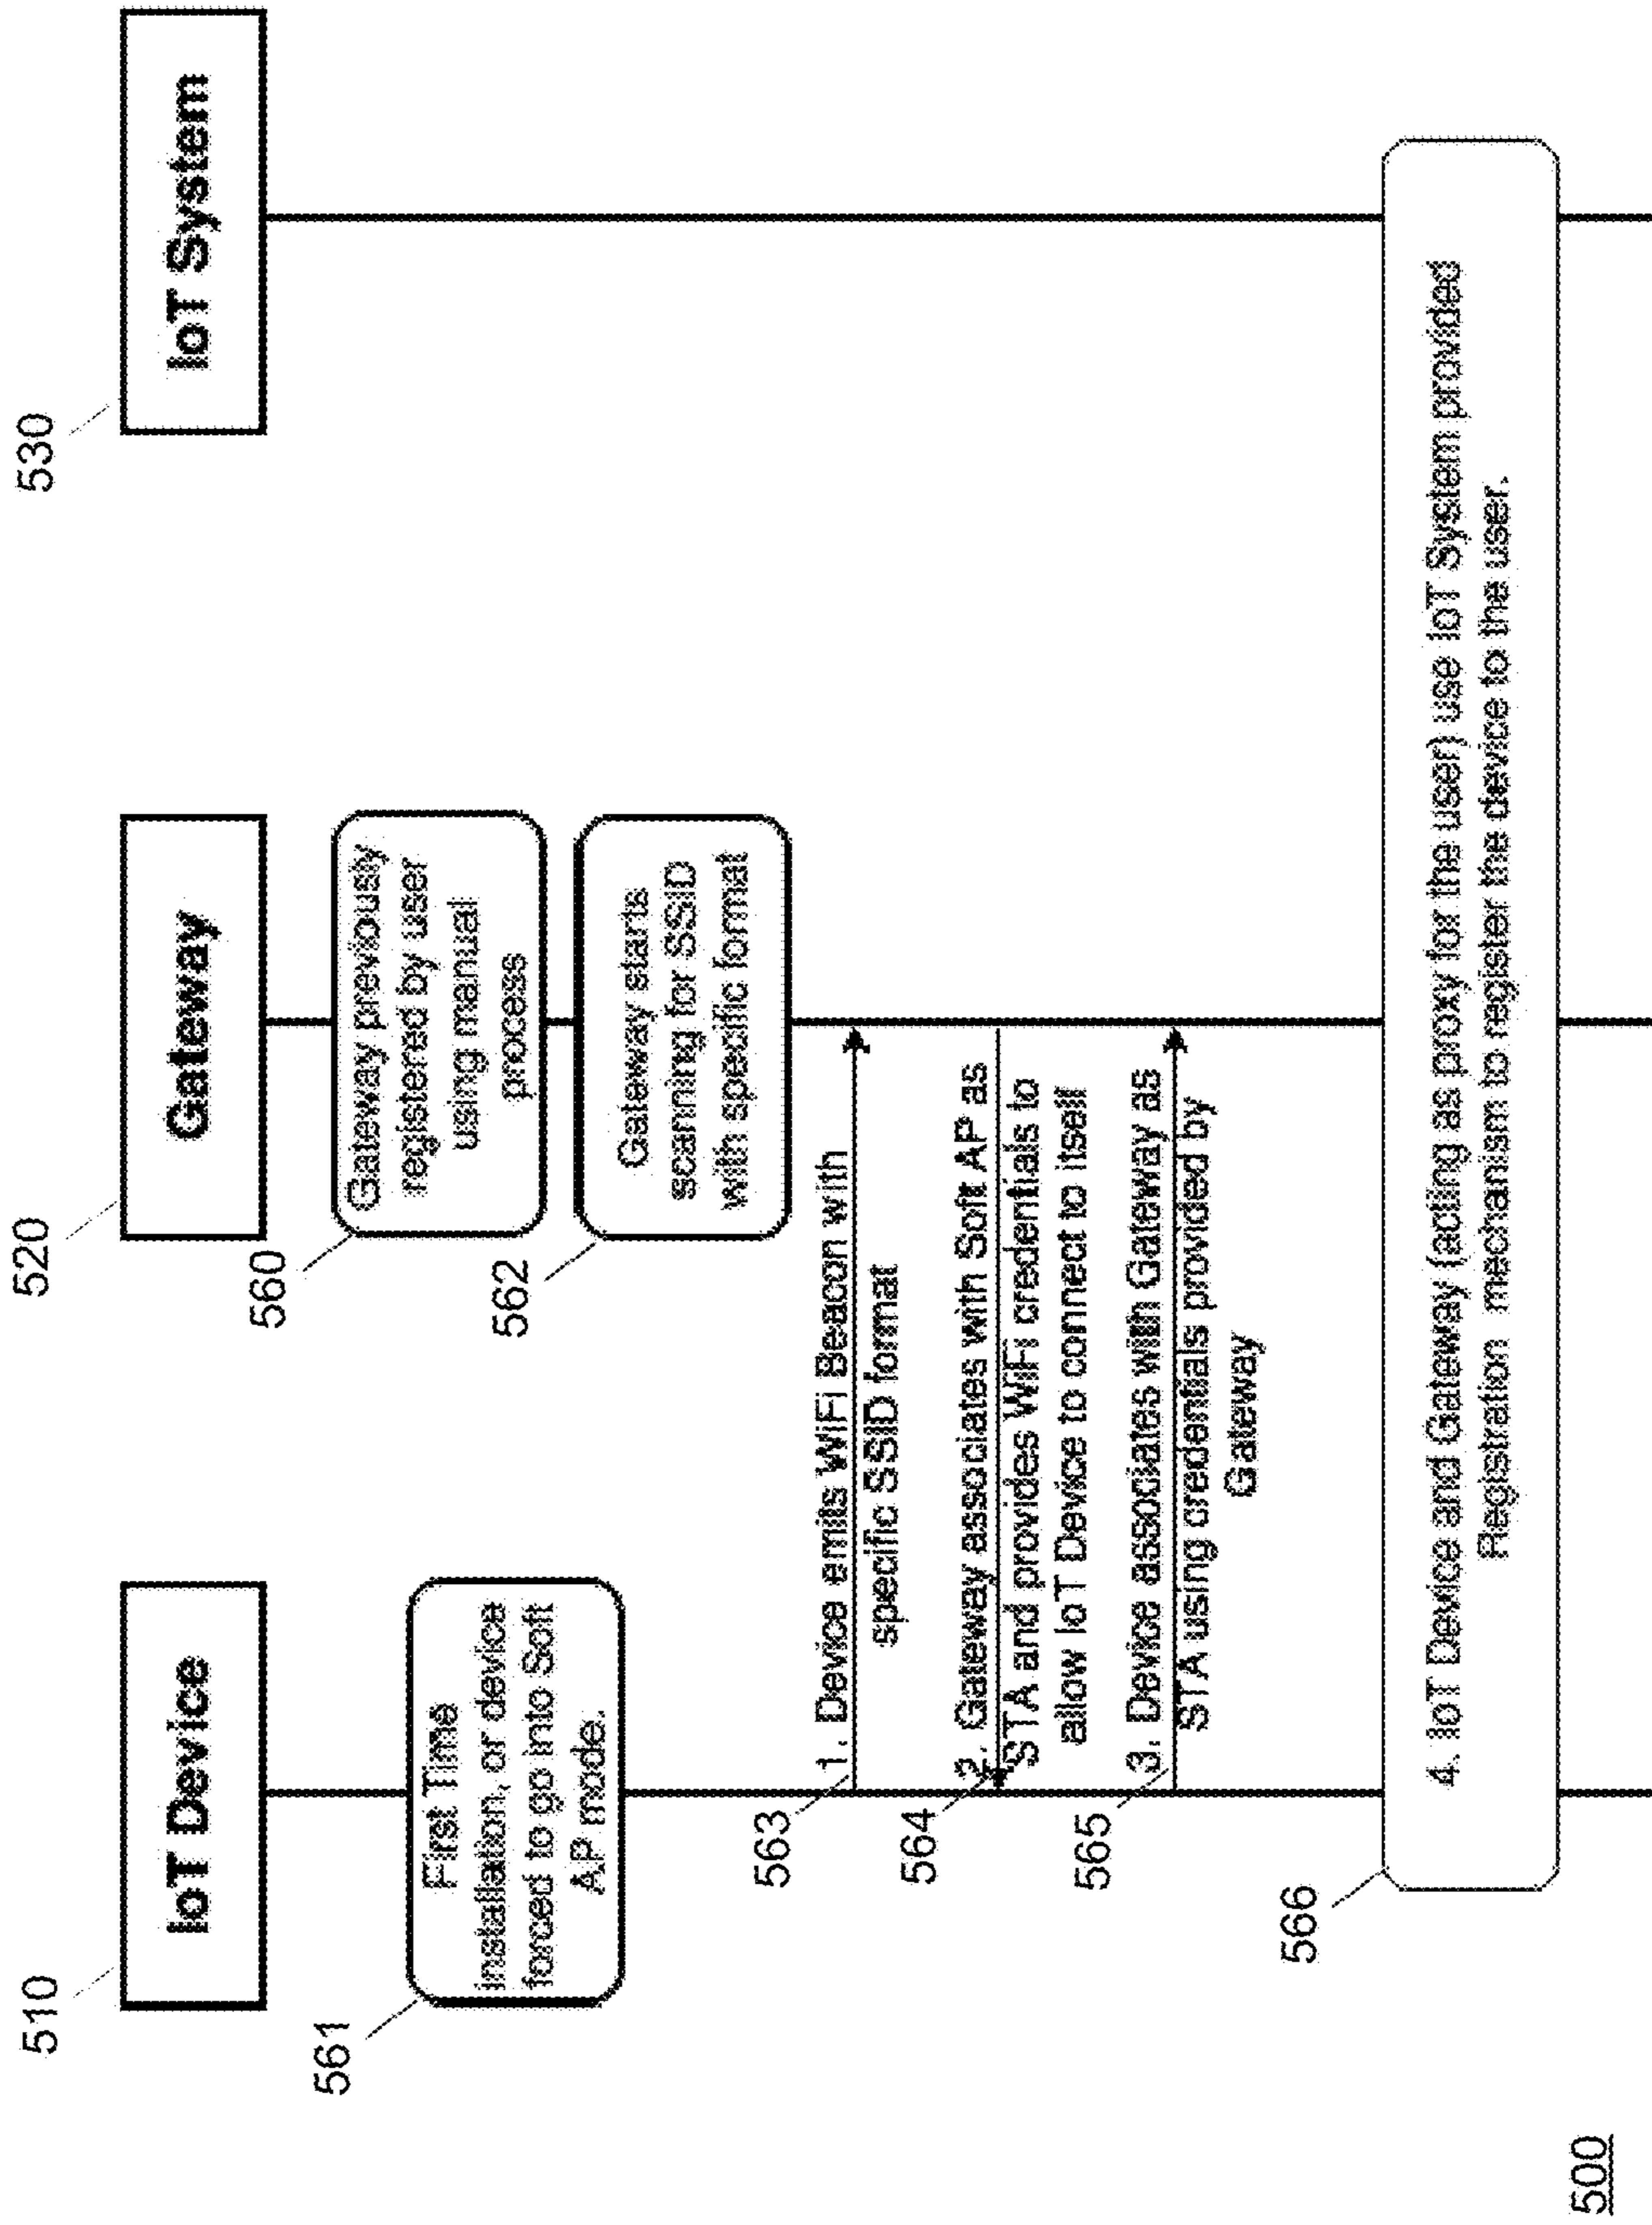 510
IoT Device
520
Gateway
530
IoT System
560
Gateway previously
registered by user
using manual
process
561
First Time
installation, or device
forced to go into Soft
AP mode.
562
Gateway starts
scanning for SSID
with specific format
563
1. Device emits WiFi Beacon with
specific SSID format
564
2. Gateway associates with Soft AP as
STA and provides WiFi credentials to
allow IoT Device to connect to itself
565
3. Device associates with Gateway as
STA using credentials provided by
Gateway
566
4. IoT Device and Gateway (acting as proxy for the user) use IoT System provided
Registration mechanism to register the device to the user.
500